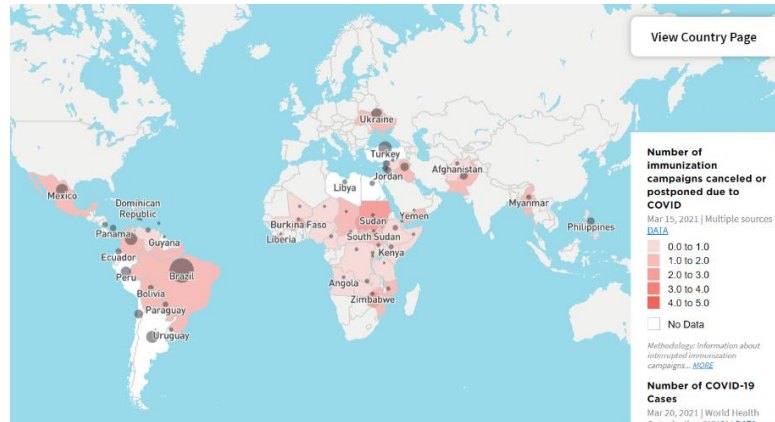 View Country Page
Ukraine
Turkey
Jordan
Afghanistan
Libya
Mexico
Dominican
Republic
Myanmar
Yemen
Sudan
Philippines
Burkina Faso
Panama
Guyana
Liberia
South Sudan
Kenya
Ecuador
Brazil
Peru
Angola
Bolivia
Zimbabwe
Paraguay
Uruguay
Number of
immunization
campaigns canceled or
postponed due to
COVID
Mar 15, 2021 | Multiple sources
DATA
0.0 to 1.0
1.0 to 2.0
2.0 to 3.0
3.0 to 4.0
4.0 to 5.0
No Data
Methodology: Information about
interrupted immunization
campaigns... MORE
Number of COVID-19
Cases
Mar 20, 2021 | World Health